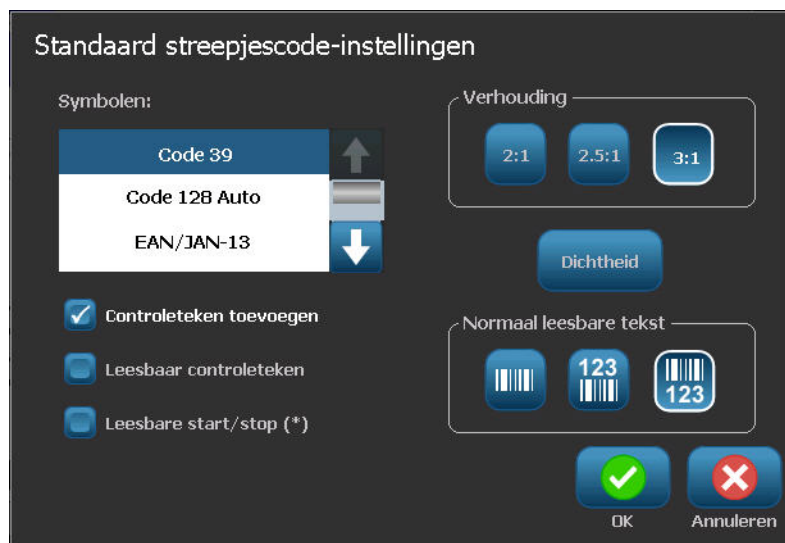 Standaard streepjescode-instellingen
Symbolen:
Code 39
Code 128 Auto
EAN/JAN-13
Controleteken toevoegen
Leesbaar controleteken
Leesbare start/stop (*)
Verhouding
2:1 2.5:1 3:1
Dichtheid
Normaal leesbare tekst
123 123
OK Annuleren